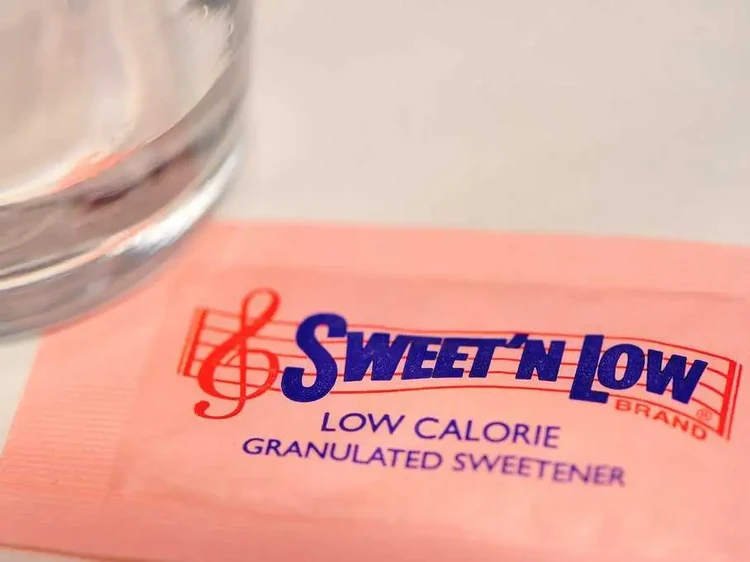 SWEET'N LOW®
BRAND
LOW CALORIE
GRANULATED SWEETENER